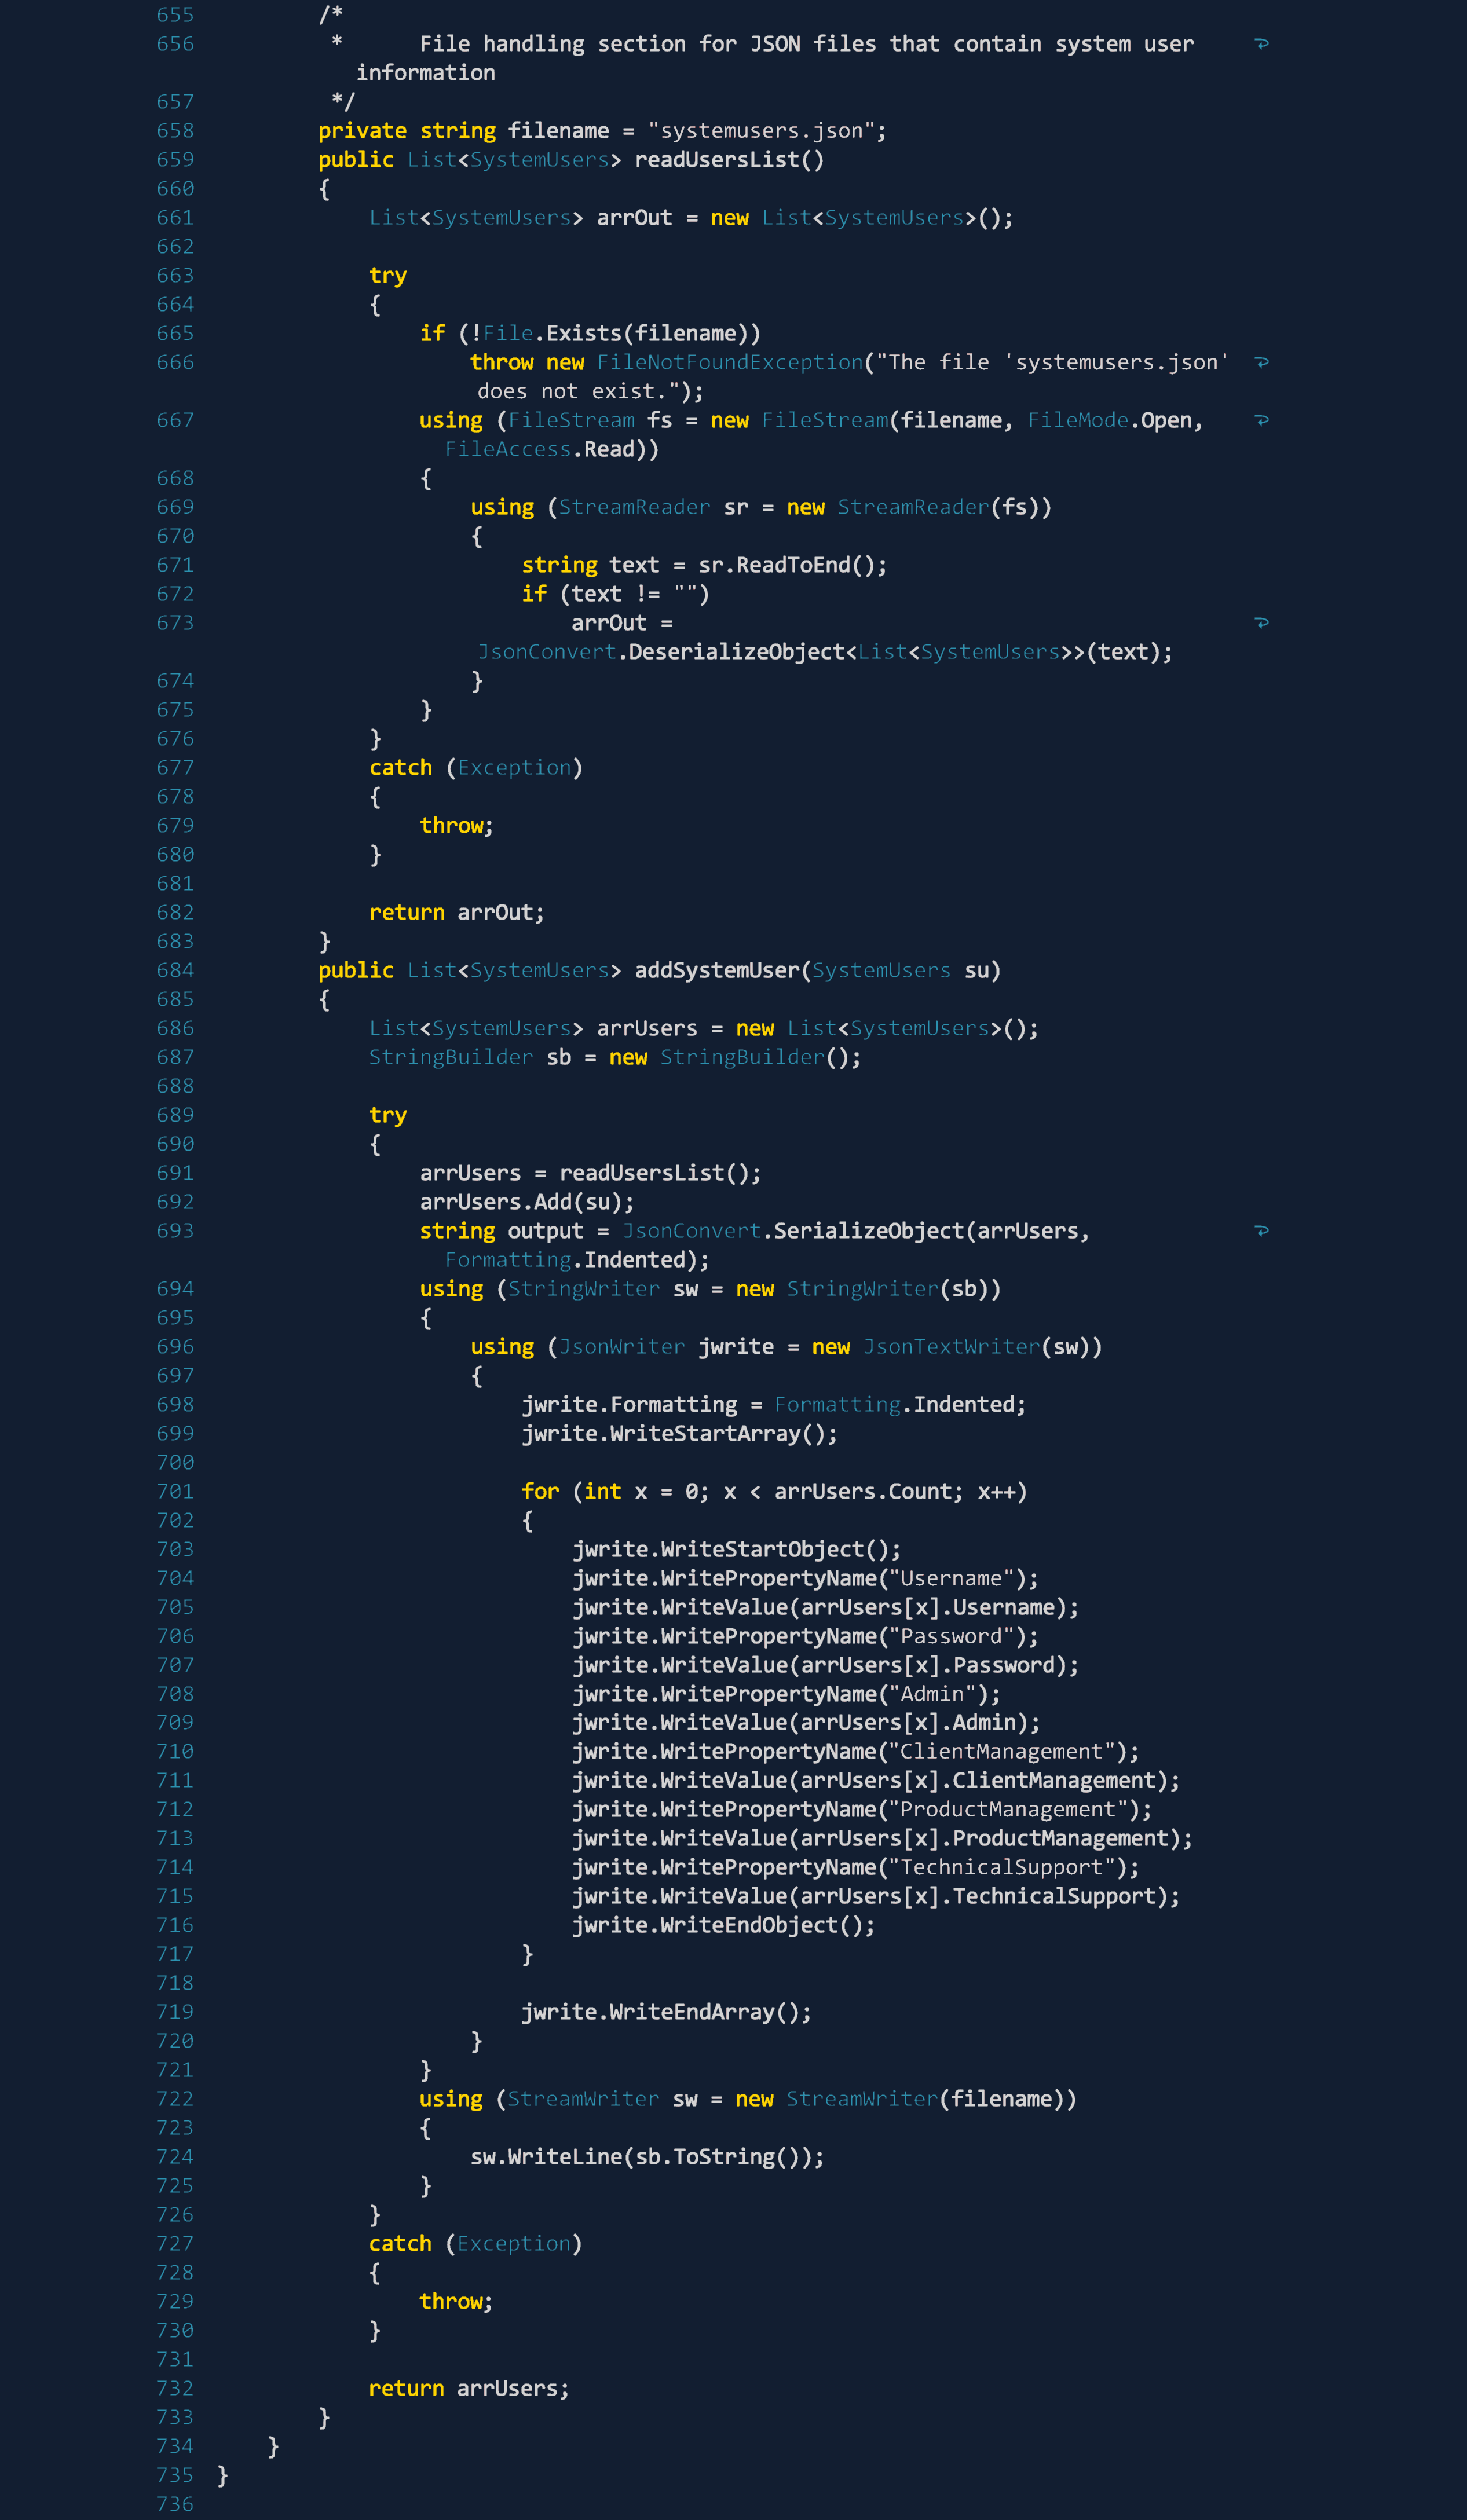 655 /*
656  *      File handling section for JSON files that contain system user
information
657  */
658 private string filename = "systemusers.json";
659 public List<SystemUsers> readUsersList()
660 {
661     List<SystemUsers> arrOut = new List<SystemUsers>();
662
663     try
664     {
665         if (!File.Exists(filename))
666             throw new FileNotFoundException("The file 'systemusers.json'
does not exist.");
667         using (FileStream fs = new FileStream(filename, FileMode.Open,
FileAccess.Read))
668         {
669             using (StreamReader sr = new StreamReader(fs))
670             {
671                 string text = sr.ReadToEnd();
672                 if (text != "")
673                     arrOut =
JsonConvert.DeserializeObject<List<SystemUsers>>(text);
674             }
675         }
676     }
677     catch (Exception)
678     {
679         throw;
680     }
681
682     return arrOut;
683 }
684 public List<SystemUsers> addSystemUser(SystemUsers su)
685 {
686     List<SystemUsers> arrUsers = new List<SystemUsers>();
687     StringBuilder sb = new StringBuilder();
688
689     try
690     {
691         arrUsers = readUsersList();
692         arrUsers.Add(su);
693         string output = JsonConvert.SerializeObject(arrUsers,
Formatting.Indented);
694         using (StringWriter sw = new StringWriter(sb))
695         {
696             using (JsonWriter jwrite = new JsonTextWriter(sw))
697             {
698                 jwrite.Formatting = Formatting.Indented;
699                 jwrite.WriteStartArray();
700
701                 for (int x = 0; x < arrUsers.Count; x++)
702                 {
703                     jwrite.WriteStartObject();
704                     jwrite.WritePropertyName("Username");
705                     jwrite.WriteValue(arrUsers[x].Username);
706                     jwrite.WritePropertyName("Password");
707                     jwrite.WriteValue(arrUsers[x].Password);
708                     jwrite.WritePropertyName("Admin");
709                     jwrite.WriteValue(arrUsers[x].Admin);
710                     jwrite.WritePropertyName("ClientManagement");
711                     jwrite.WriteValue(arrUsers[x].ClientManagement);
712                     jwrite.WritePropertyName("ProductManagement");
713                     jwrite.WriteValue(arrUsers[x].ProductManagement);
714                     jwrite.WritePropertyName("TechnicalSupport");
715                     jwrite.WriteValue(arrUsers[x].TechnicalSupport);
716                     jwrite.WriteEndObject();
717                 }
718
719                 jwrite.WriteEndArray();
720             }
721         }
722         using (StreamWriter sw = new StreamWriter(filename))
723         {
724             sw.WriteLine(sb.ToString());
725         }
726     }
727     catch (Exception)
728     {
729         throw;
730     }
731
732     return arrUsers;
733 }
734 }
735 }
736